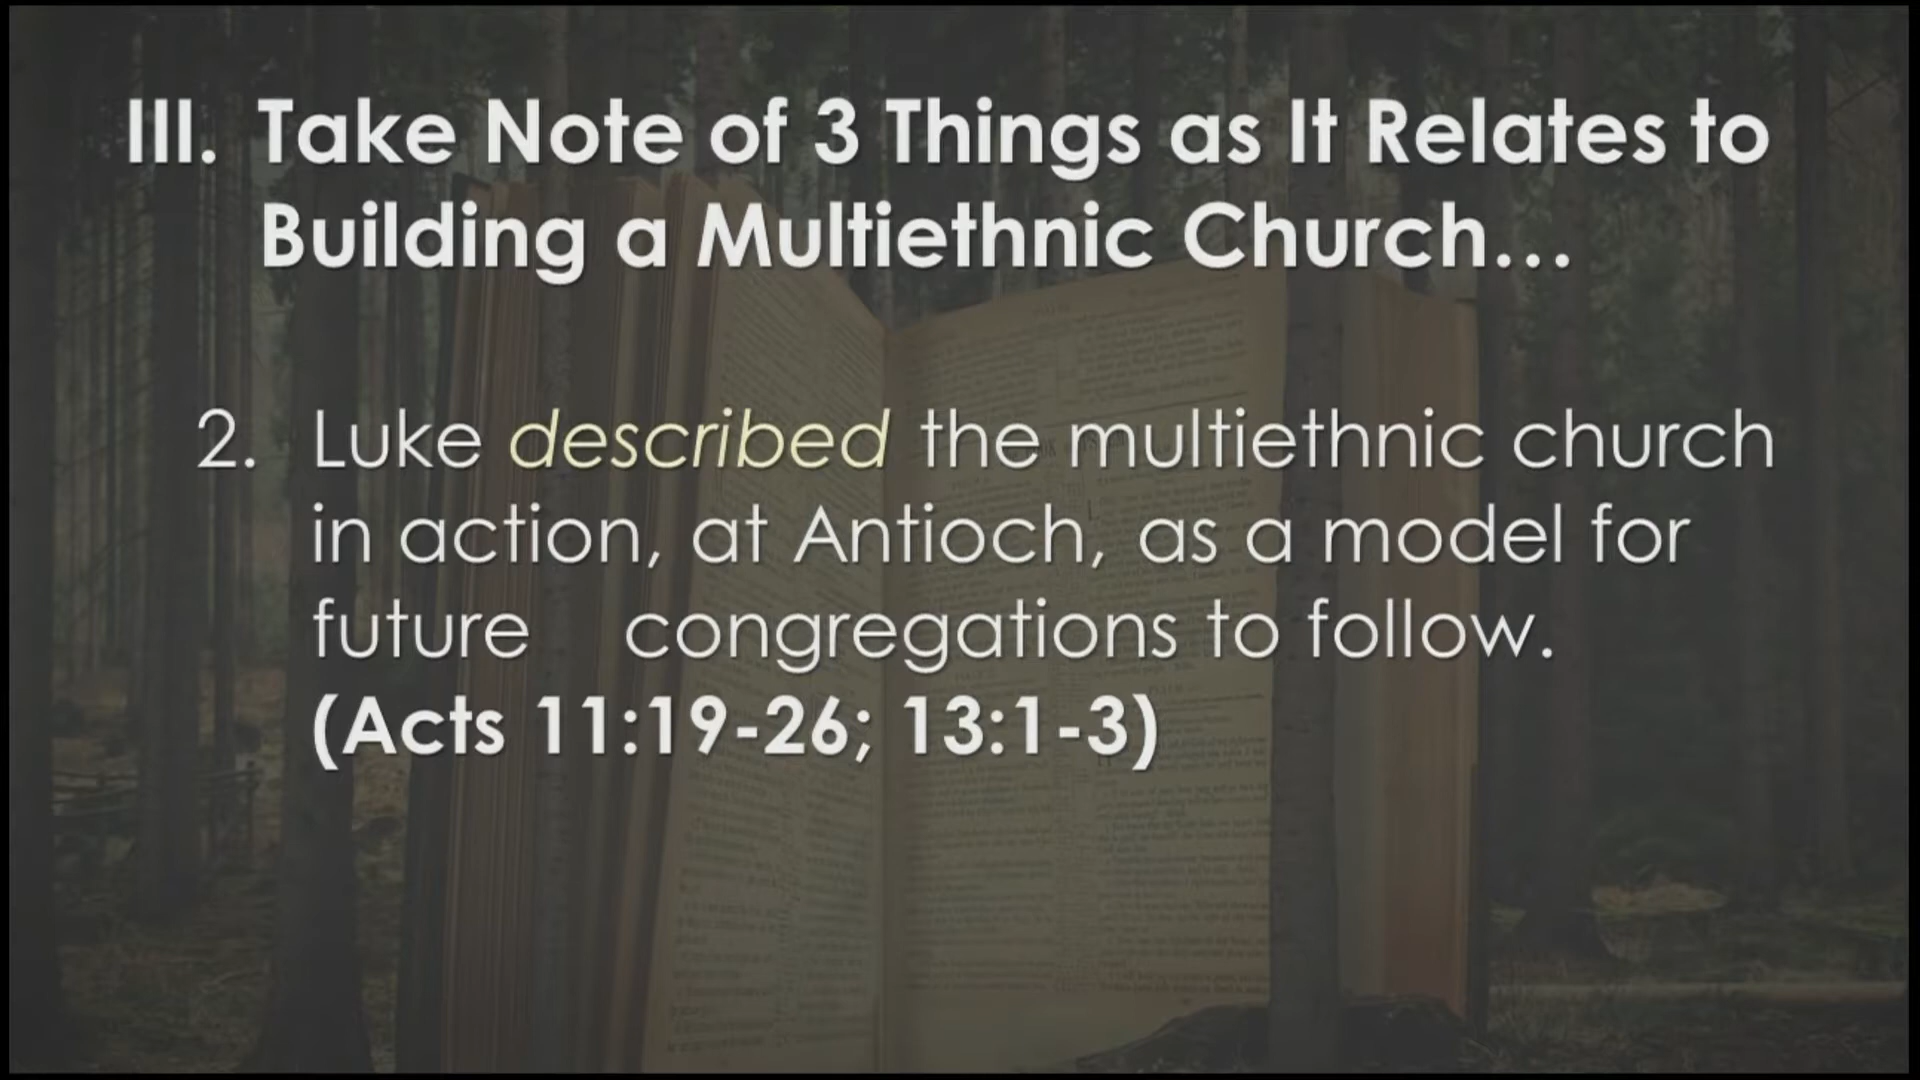 III. Take Note of 3 Things as It Relates to
Building a Multiethnic Church...
2. Luke described the multiethnic church
in action, at Antioch, as a model for
future congregations to follow.
(Acts 11:19-26; 13:1-3)